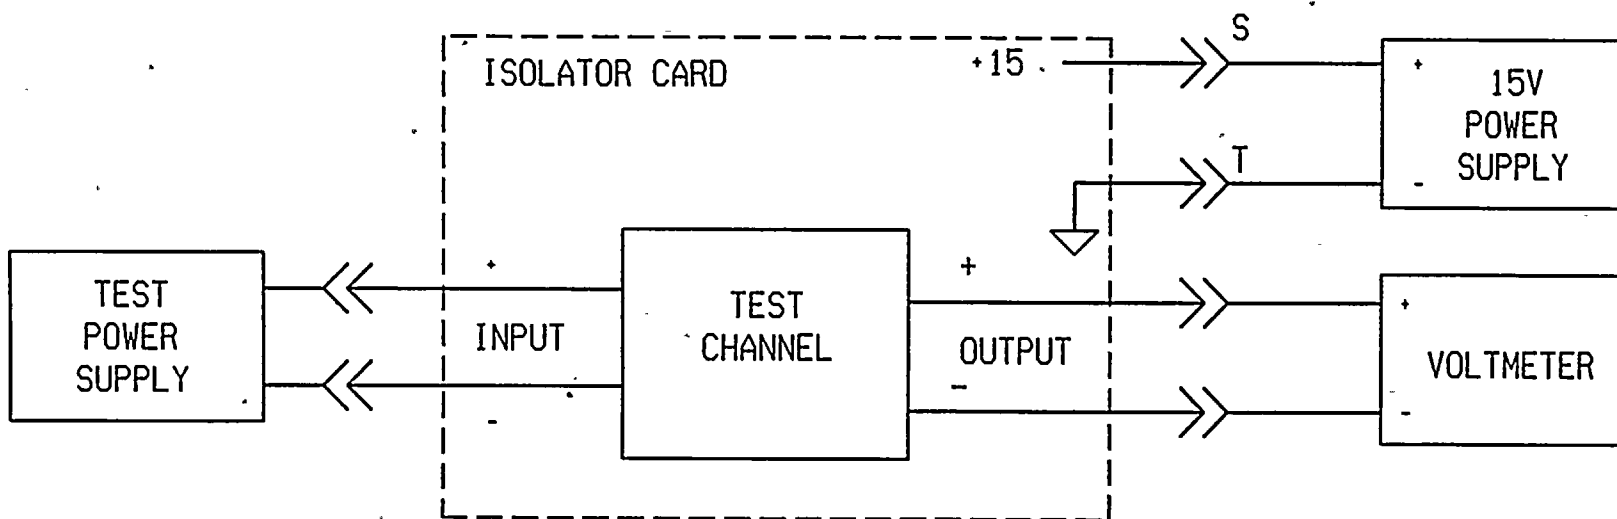 ISOLATOR CARD
+15
S
T
+
-
15V
POWER
SUPPLY
TEST
POWER
SUPPLY
+
INPUT
-
TEST
CHANNEL
+
OUTPUT
-
+
-
VOLTMETER